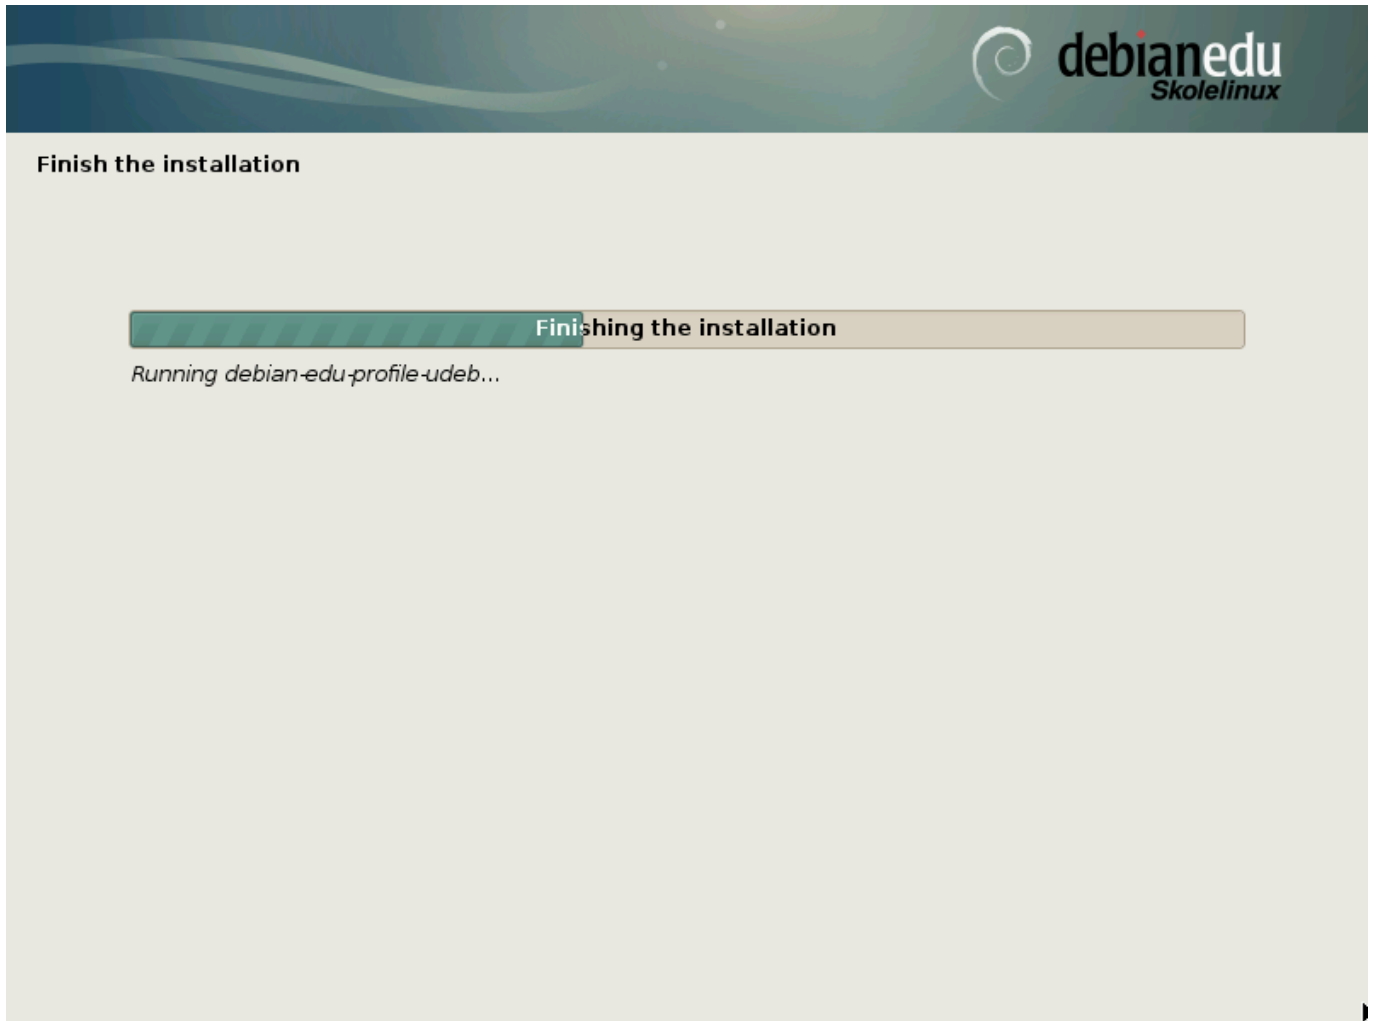 debianedu
Skolelinux
Finish the installation
Finishing the installation
Running debian-edu-profile-udeb...